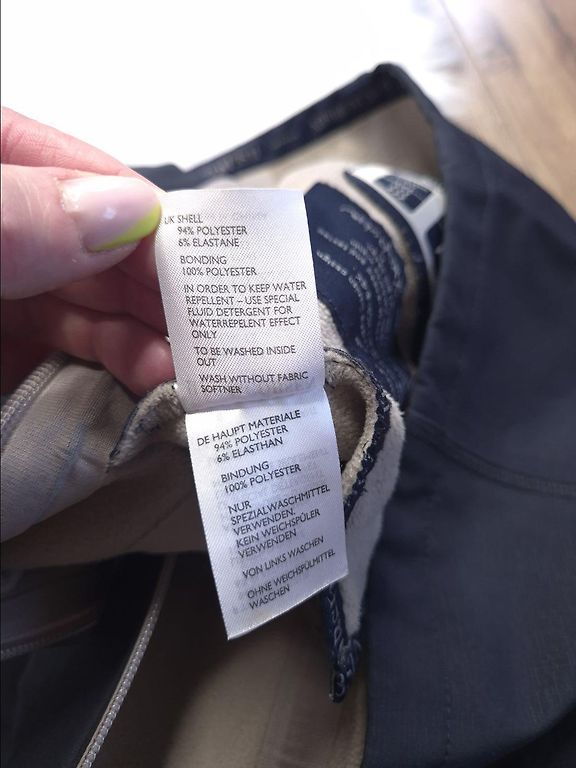 UK SHELL
94% POLYESTER
6% ELASTANE
BONDING
100% POLYESTER
IN ORDER TO KEEP WATER
REPELLENT – USE SPECIAL
FLUID DETERGENT FOR
WATERREPELENT EFFECT
ONLY
TO BE WASHED INSIDE
OUT
WASH WITHOUT FABRIC
SOFTNER
DE HAUPT MATERIALE
94% POLYESTER
6% ELASTHAN
BINDUNG
100% POLYESTER
NUR
SPEZIALWASCHMITTEL
VERWENDEN.
KEIN WEICHSPÜLER
VERWENDEN
VON LINKS WASCHEN
OHNE WEICHSPÜLMITTEL
WASCHEN